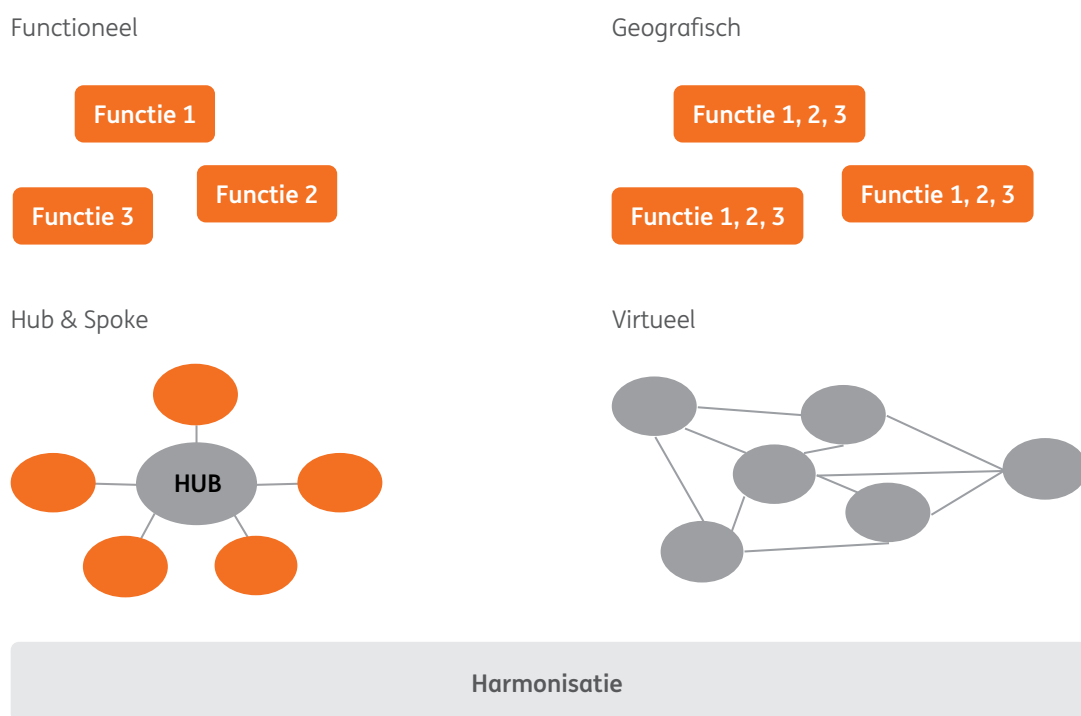 Functioneel
Functie 1
Functie 2
Functie 3
Geografisch
Functie 1, 2, 3
Functie 1, 2, 3
Functie 1, 2, 3
Hub & Spoke
HUB
Virtueel
Harmonisatie